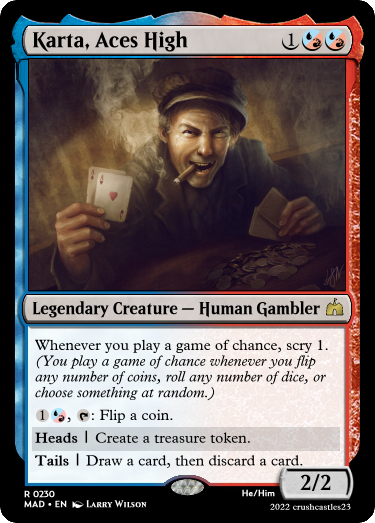 Karta, Aces High 1
Legendary Creature — Human Gambler
Whenever you play a game of chance, scry 1.
(You play a game of chance whenever you flip
any number of coins, roll any number of dice, or
choose something at random.)
1 , : Flip a coin.
Heads | Create a treasure token.
Tails | Draw a card, then discard a card.
2/2
R 0230
MAD • EN Larry Wilson
He/Him
2022 crushcastles23